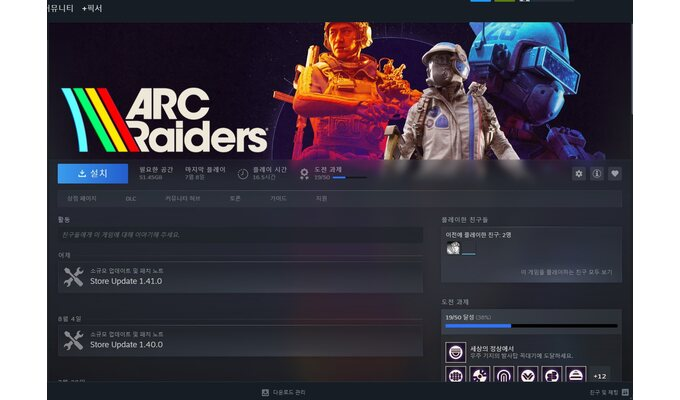 커뮤니티 +픽서
ARC
Raiders
설치
필요한 공간
51.45GB
마지막 플레이
7월 8일
플레이 시간
16.5시간
도전 과제
19/50
상점 페이지 DLC 커뮤니티 허브 토론 가이드 지원
활동
친구들에게 이 게임에 대해 이야기해 주세요.
어제
소규모 업데이트 및 패치 노트
Store Update 1.41.0
8월 4일
소규모 업데이트 및 패치 노트
Store Update 1.40.0
플레이한 친구들
이전에 플레이한 친구: 2명
이 게임을 플레이하는 친구 모두 보기
도전 과제
19/50 달성 (38%)
세상의 정상에서
우주 기지의 발사탑 꼭대기에 도달하세요.
+12
다운로드 관리
친구 및 채팅